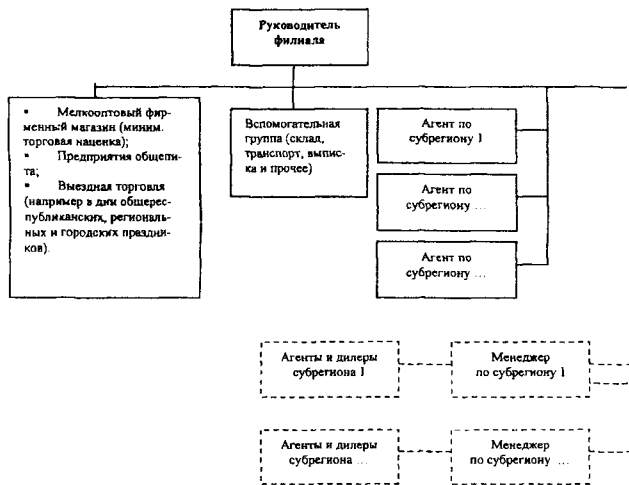 Руководитель
филиала
▪ Мелкооптовый фир-
менный магазин (миним.
торговая наценка);
▪ Предприятия общепи-
та;
▪ Выездная торговля
(например в дни общерес-
публиканских, региональ-
ных и городских праздни-
ков).
Вспомогательная
группа (склад,
транспорт, выпис-
ка и прочее)
Агент по
субрегиону 1
Агент по
субрегиону ...
Агент по
субрегиону ...
Агенты и дилеры
субрегиона 1
Менеджер
по субрегиону 1
Агенты и дилеры
субрегиона ...
Менеджер
по субрегиону ...